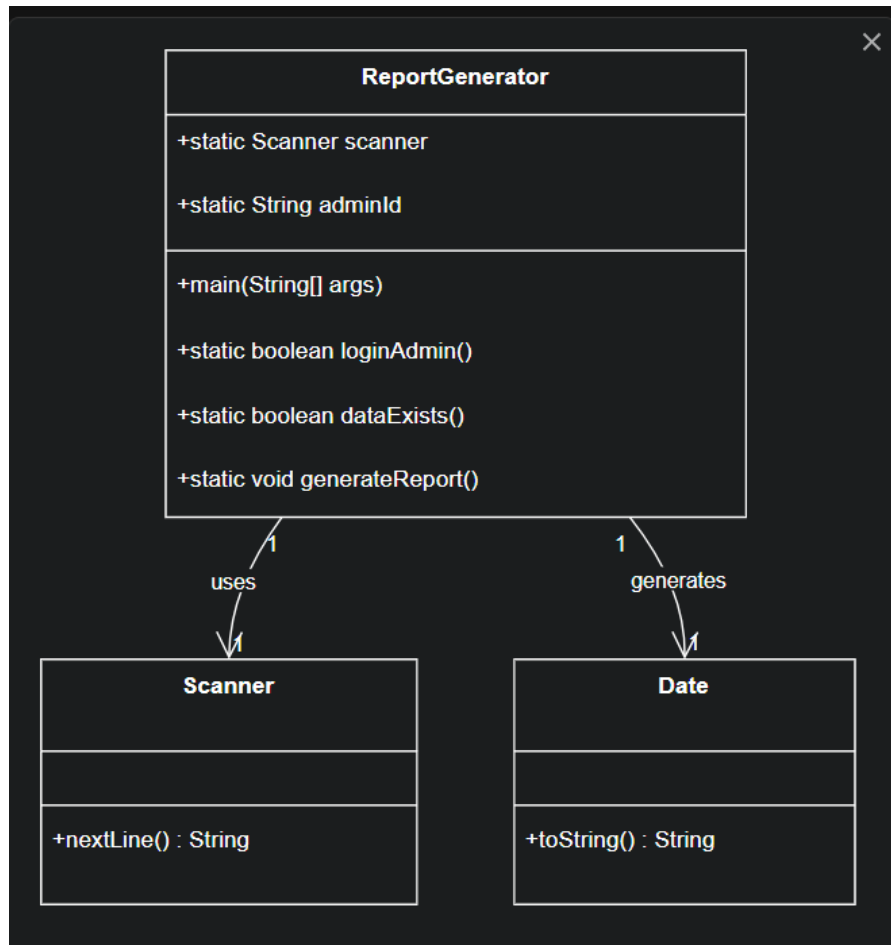 ReportGenerator
+static Scanner scanner
+static String adminId
+main(String[] args)
+static boolean loginAdmin()
+static boolean dataExists()
+static void generateReport()
1
1
uses
generates
1
1
Scanner
Date
+nextLine() : String
+toString() : String